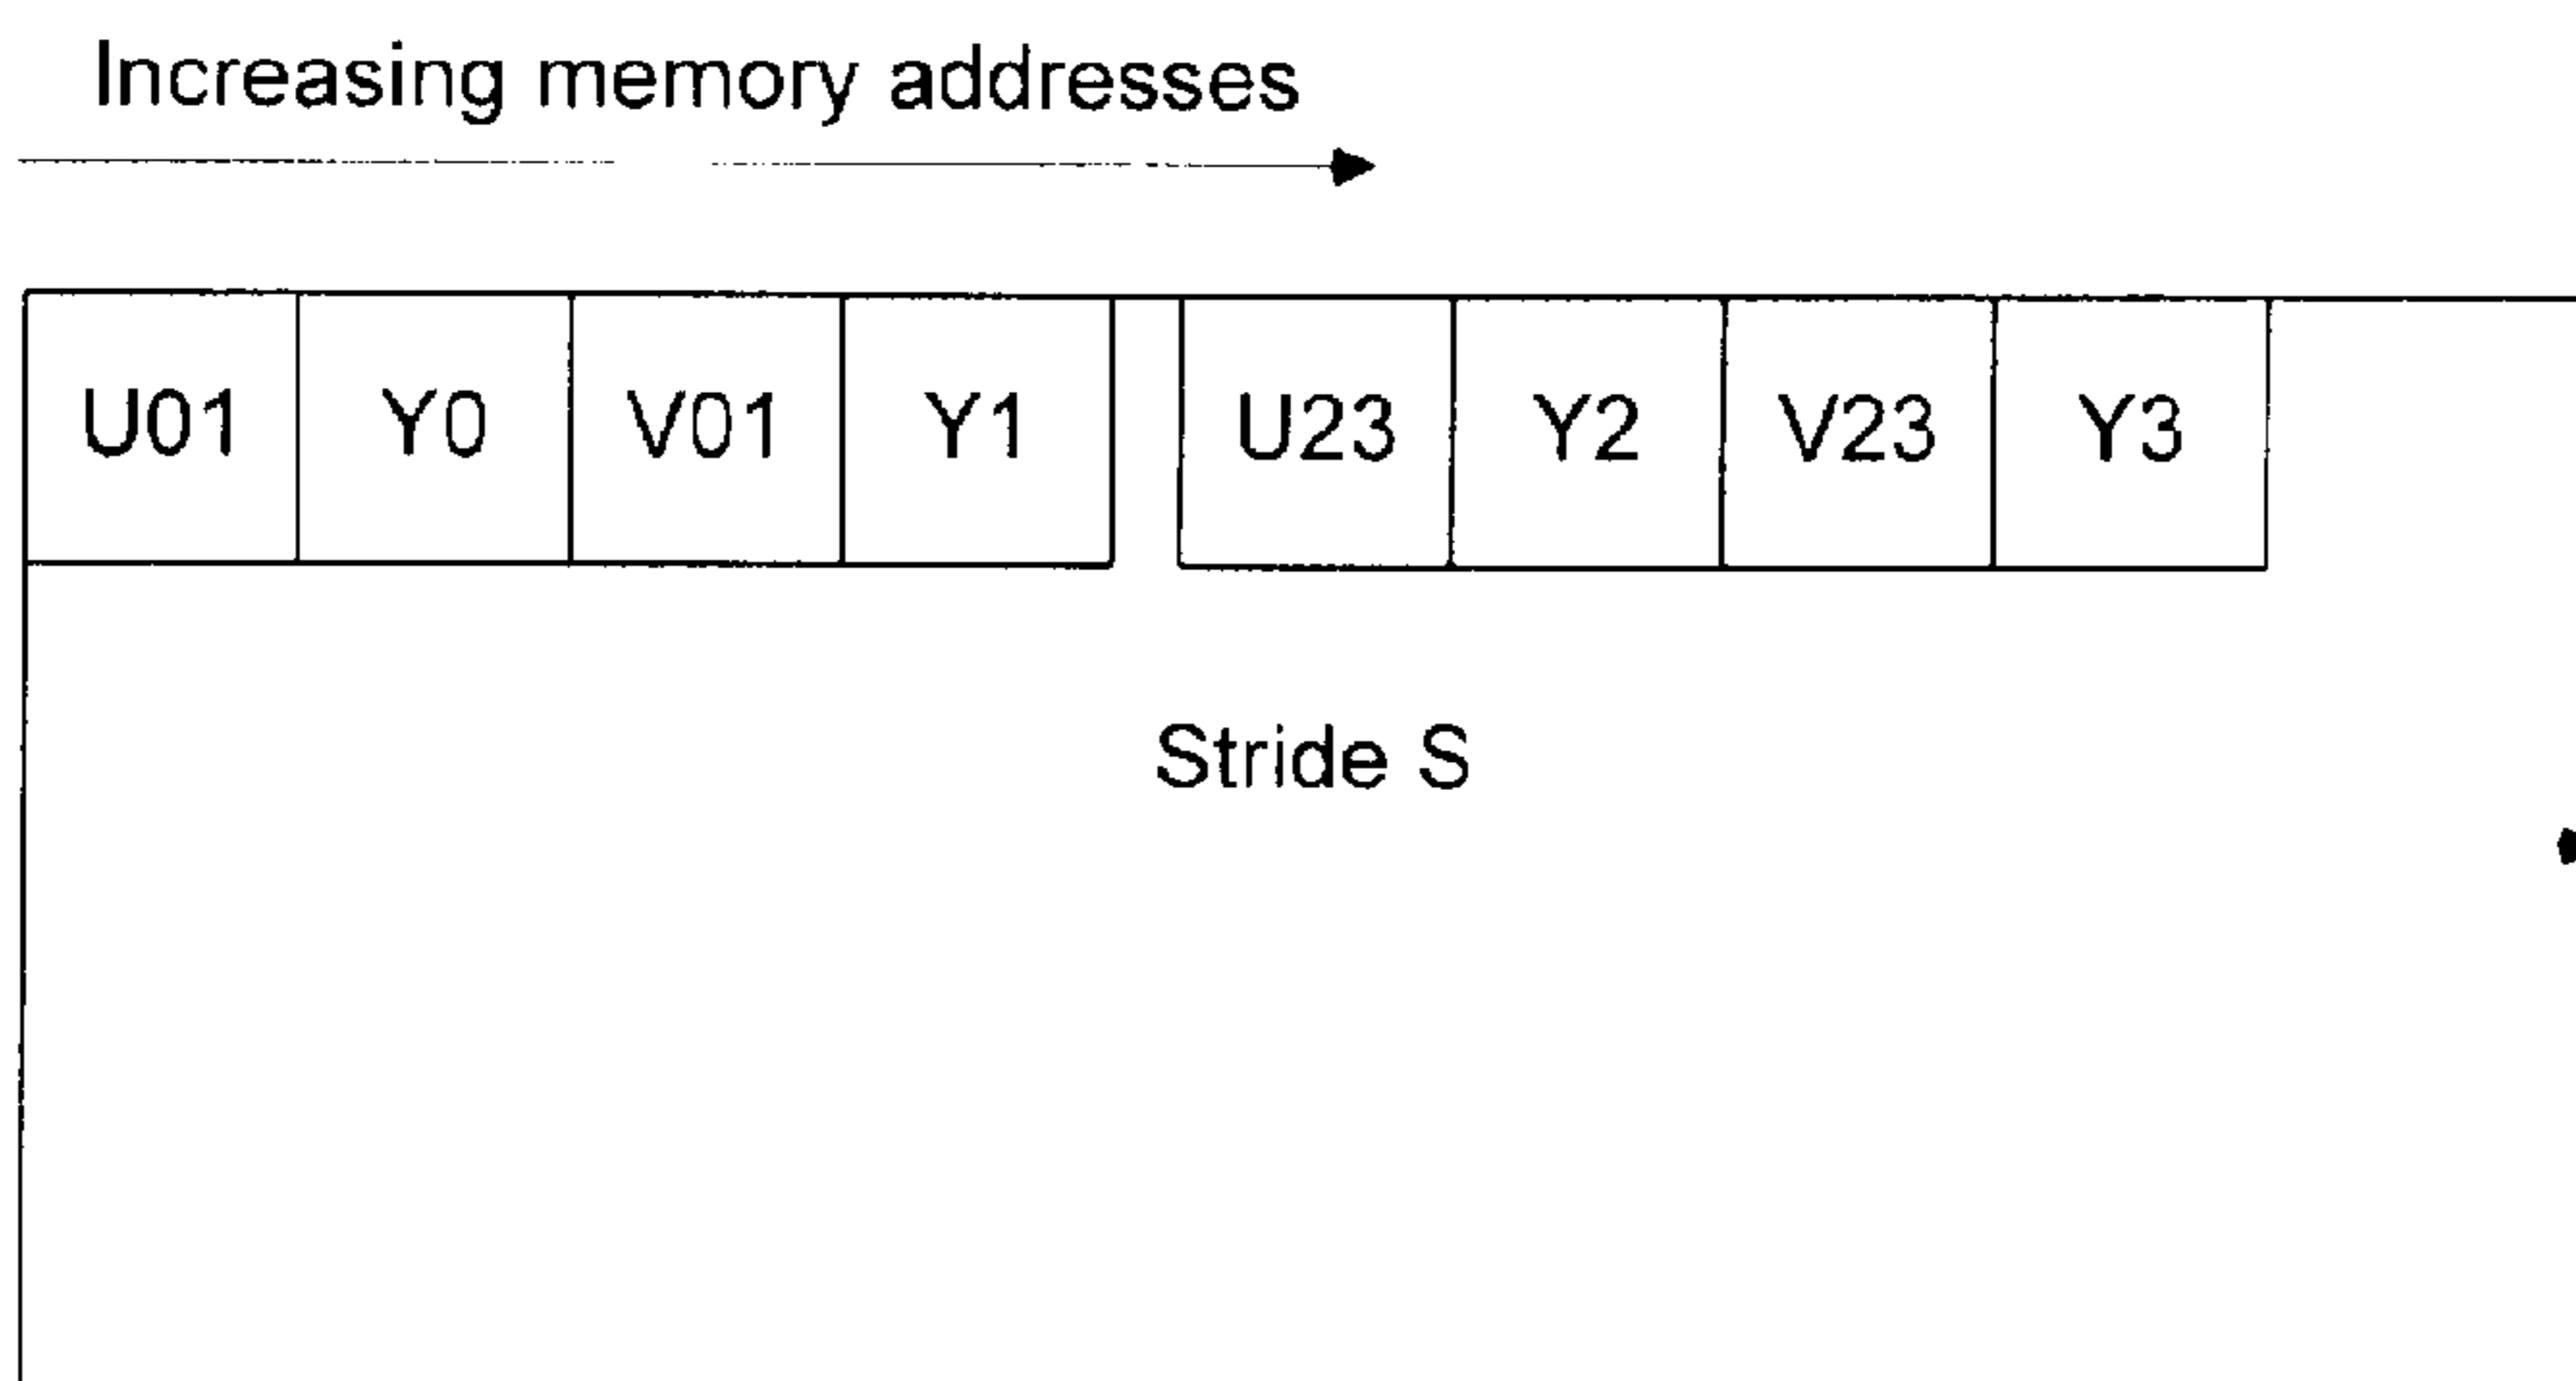 Increasing memory addresses
U01 Y0 V01 Y1 U23 Y2 V23 Y3
Stride S